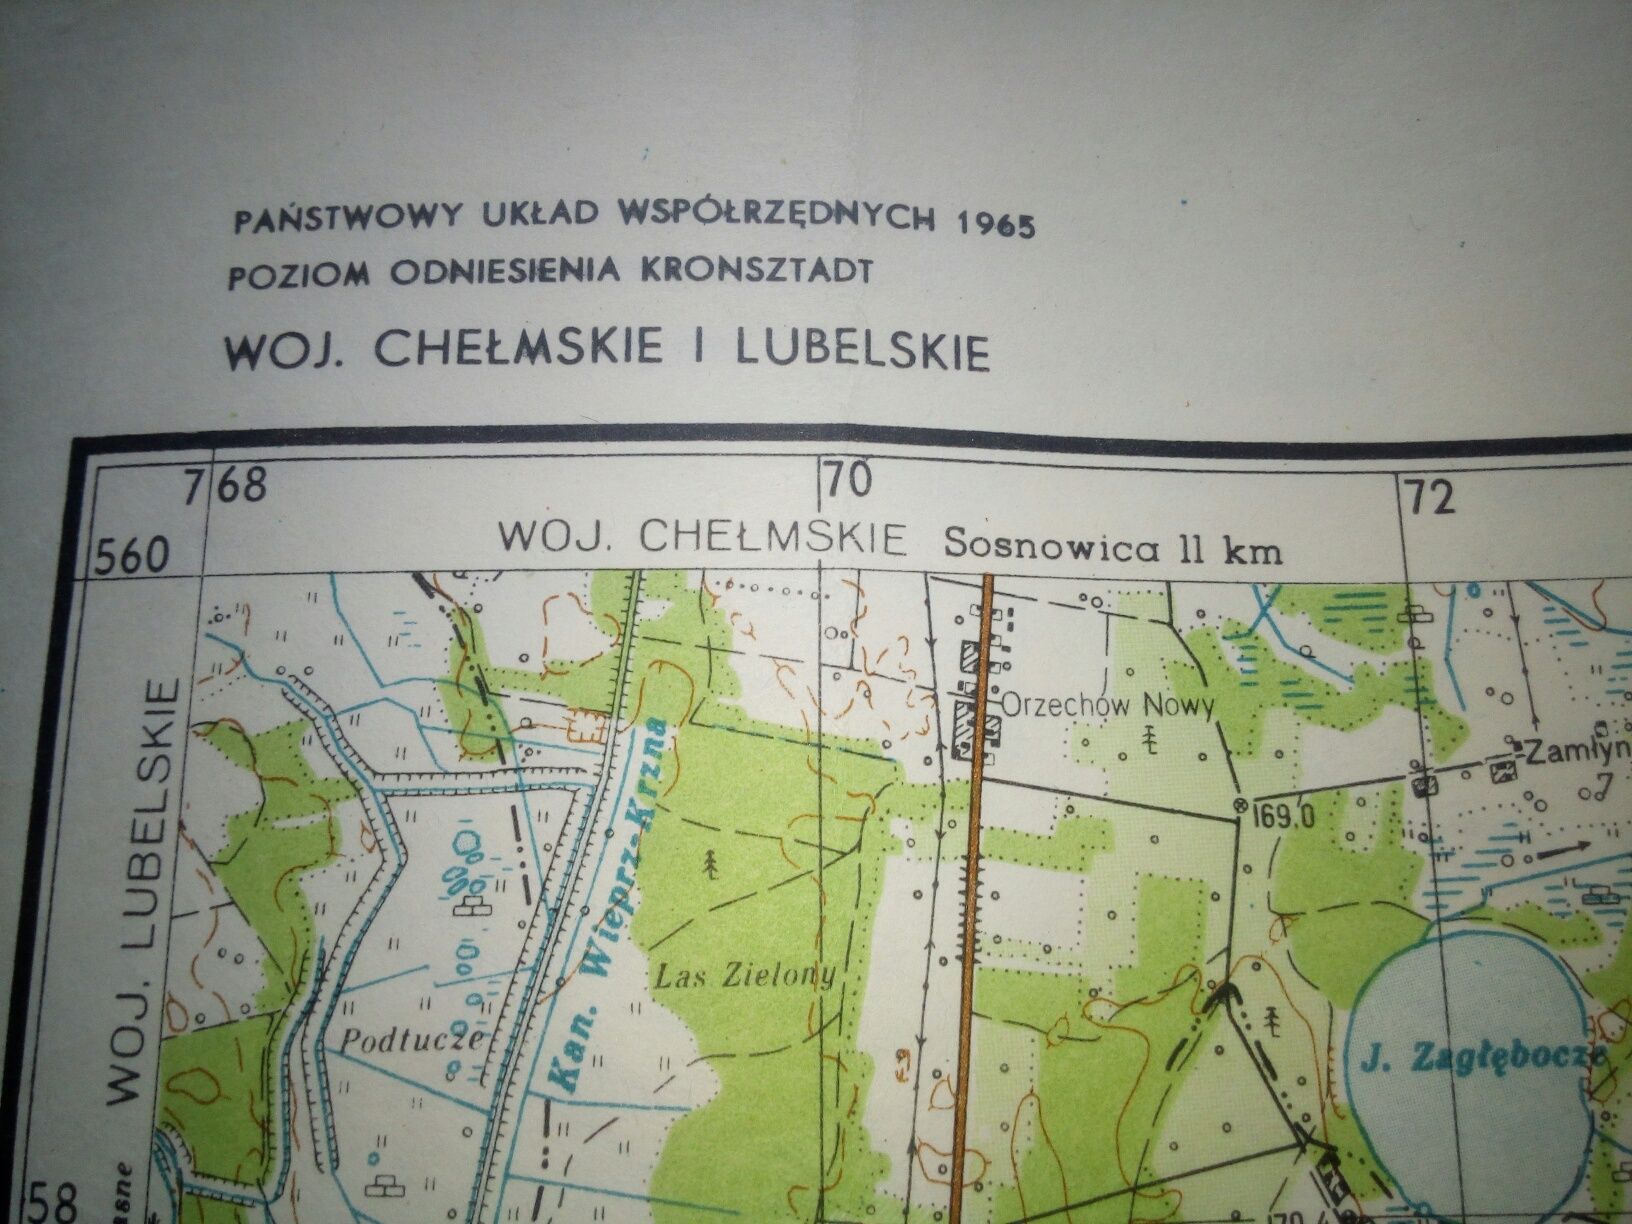 PAŃSTWOWY UKŁAD WSPÓŁRZĘDNYCH 1965
POZIOM ODNIESIENIA KRONSZTADT
WOJ. CHEŁMSKIE I LUBELSKIE
768
70
72
WOJ. CHEŁMSKIE Sosnowica 11 km
560
WOJ. LUBELSKIE
Orzechów Nowy
Zamłyn
7
169.0
Kan. Wieprz-Krzna
Las Zielony
Podtucze
J. Zagłębocze
58